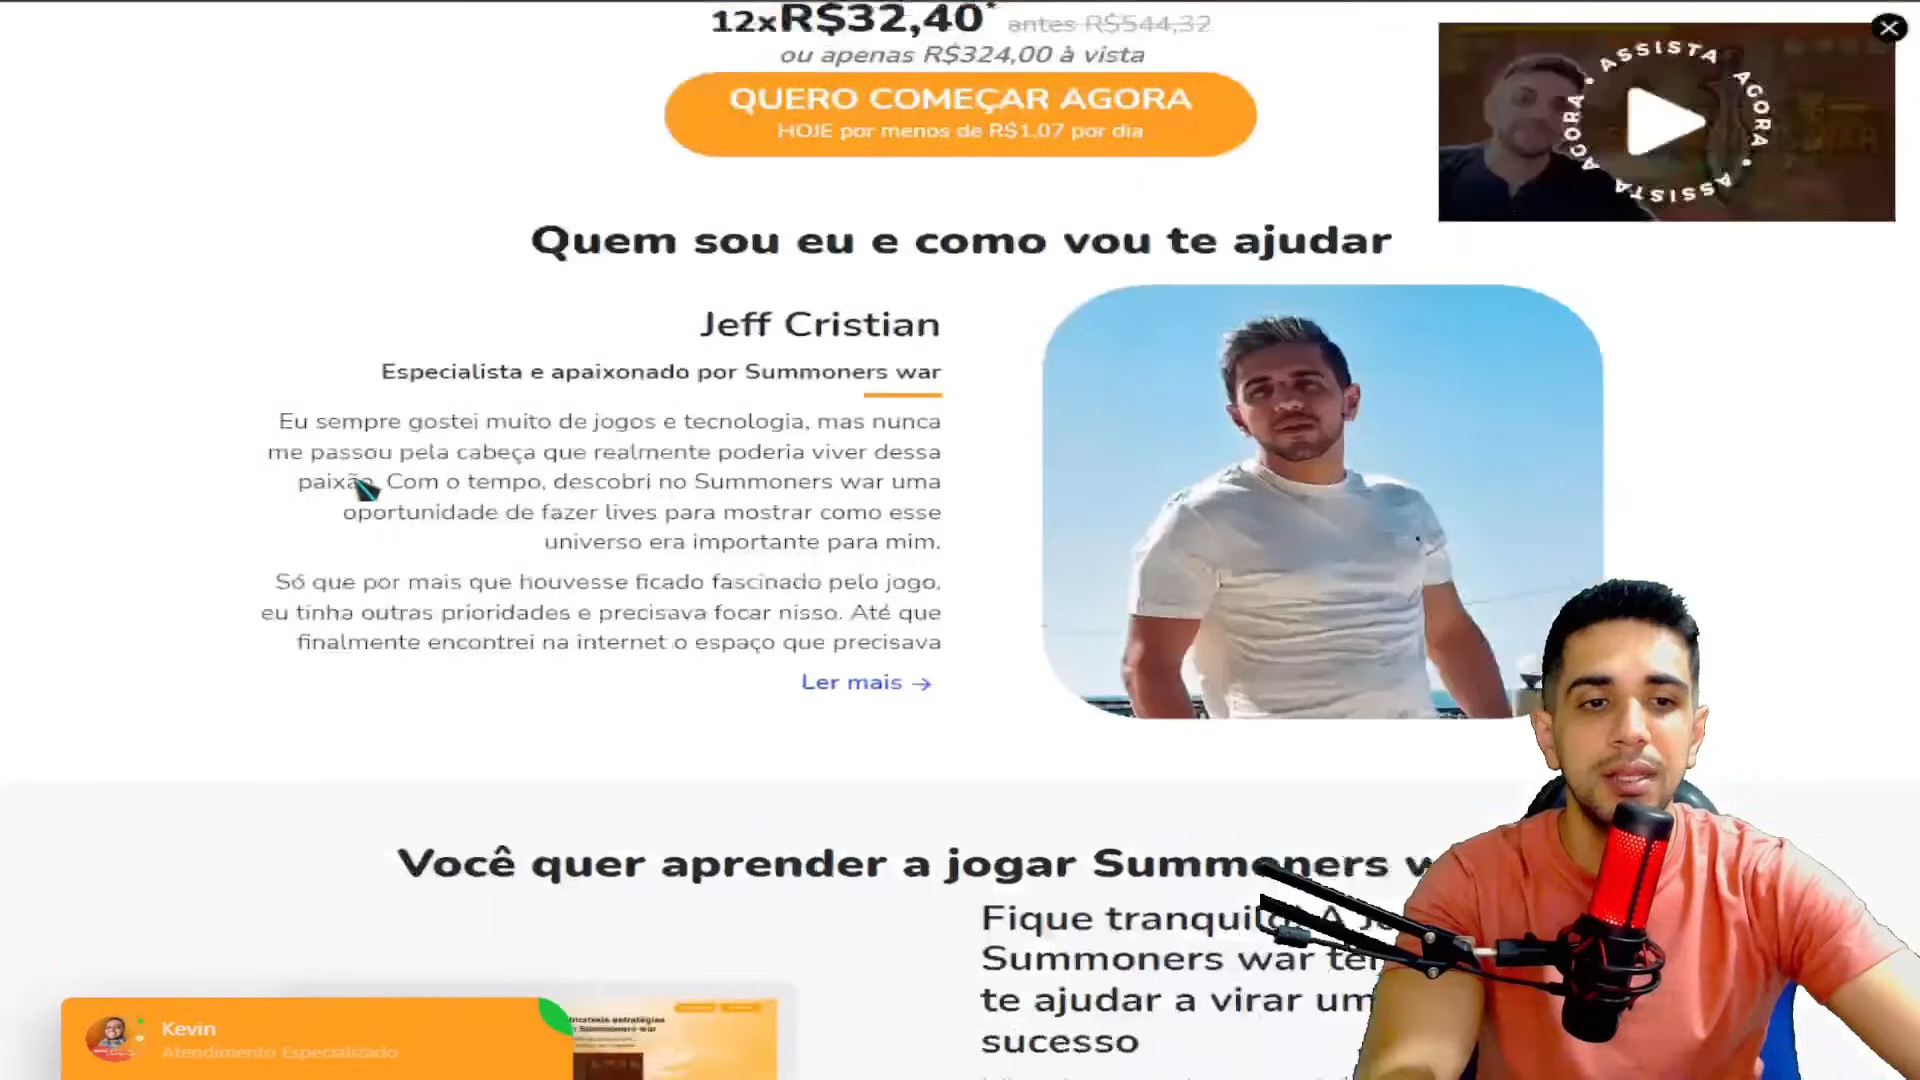 12xR$32,40* antes R$544,32
ou apenas R$324,00 à vista
QUERO COMEÇAR AGORA
HOJE por menos de R$1,07 por dia
ASSISTA AGORA • ASSISTA AGORA •
Quem sou eu e como vou te ajudar
Jeff Cristian
Especialista e apaixonado por Summoners war
Eu sempre gostei muito de jogos e tecnologia, mas nunca
me passou pela cabeça que realmente poderia viver dessa
paixão. Com o tempo, descobri no Summoners war uma
oportunidade de fazer lives para mostrar como esse
universo era importante para mim.
Só que por mais que houvesse ficado fascinado pelo jogo,
eu tinha outras prioridades e precisava focar nisso. Até que
finalmente encontrei na internet o espaço que precisava
Ler mais →
Você quer aprender a jogar Summoners w
Fique tranquilo! A J
Summoners war te
te ajudar a virar um
sucesso
Kevin
Atendimento Especializado
Incríveis estratégias
Summoners war